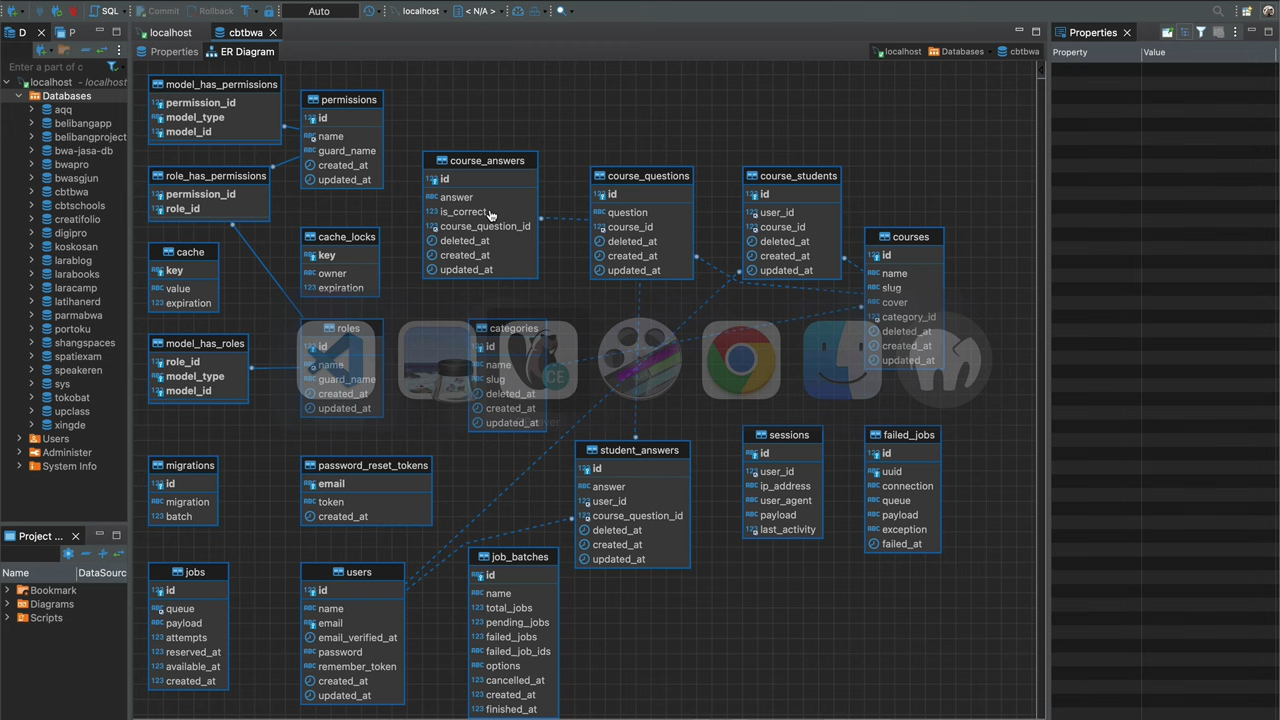 SQL
Commit
Rollback
Auto
localhost
< N/A >
D
P
localhost
cbtbwa
Properties
Properties
ER Diagram
localhost
Databases
cbtbwa
Property
Value
Enter a part of c
localhost - localhost
Databases
aqq
belibangapp
belibangproject
bwa-jasa-db
bwapro
bwasgjun
cbtbwa
cbtschools
creatifolio
digipro
koskosan
larablog
larabooks
laracamp
latihanerd
parmabwa
portoku
shangspaces
spatiexam
speakeren
sys
tokobat
upclass
xingde
Users
Administer
System Info
Project ...
Name
DataSourc
Bookmark
Diagrams
Scripts
model_has_permissions
permission_id
model_type
model_id
permissions
id
name
guard_name
created_at
updated_at
role_has_permissions
permission_id
role_id
course_answers
id
answer
is_correct
course_question_id
deleted_at
created_at
updated_at
course_questions
id
question
course_id
deleted_at
created_at
updated_at
course_students
id
user_id
course_id
deleted_at
created_at
updated_at
courses
id
name
slug
cover
category_id
deleted_at
created_at
updated_at
cache
key
value
expiration
cache_locks
key
owner
expiration
model_has_roles
role_id
model_type
model_id
roles
id
name
guard_name
created_at
updated_at
categories
id
name
slug
deleted_at
created_at
updated_at
CE
migrations
id
migration
batch
password_reset_tokens
email
token
created_at
student_answers
id
answer
user_id
course_question_id
deleted_at
created_at
updated_at
sessions
id
user_id
ip_address
user_agent
payload
last_activity
failed_jobs
id
uuid
connection
queue
payload
exception
failed_at
jobs
id
queue
payload
attempts
reserved_at
available_at
created_at
users
id
name
email
email_verified_at
password
remember_token
created_at
updated_at
job_batches
id
name
total_jobs
pending_jobs
failed_jobs
failed_job_ids
options
cancelled_at
created_at
finished_at